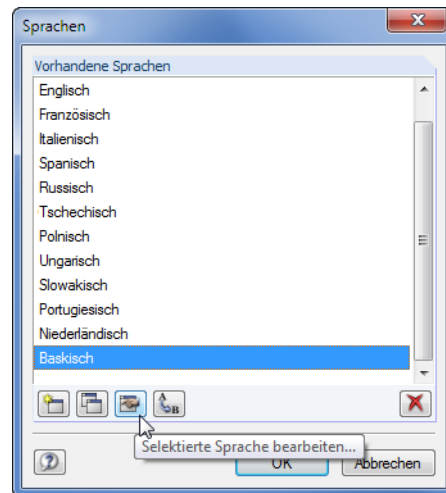 Sprachen
Vorhandene Sprachen
Englisch
Französisch
Italienisch
Spanisch
Russisch
Tschechisch
Polnisch
Ungarisch
Slowakisch
Portugiesisch
Niederländisch
Baskisch
A
B
Selektierte Sprache bearbeiten...
OK
Abbrechen